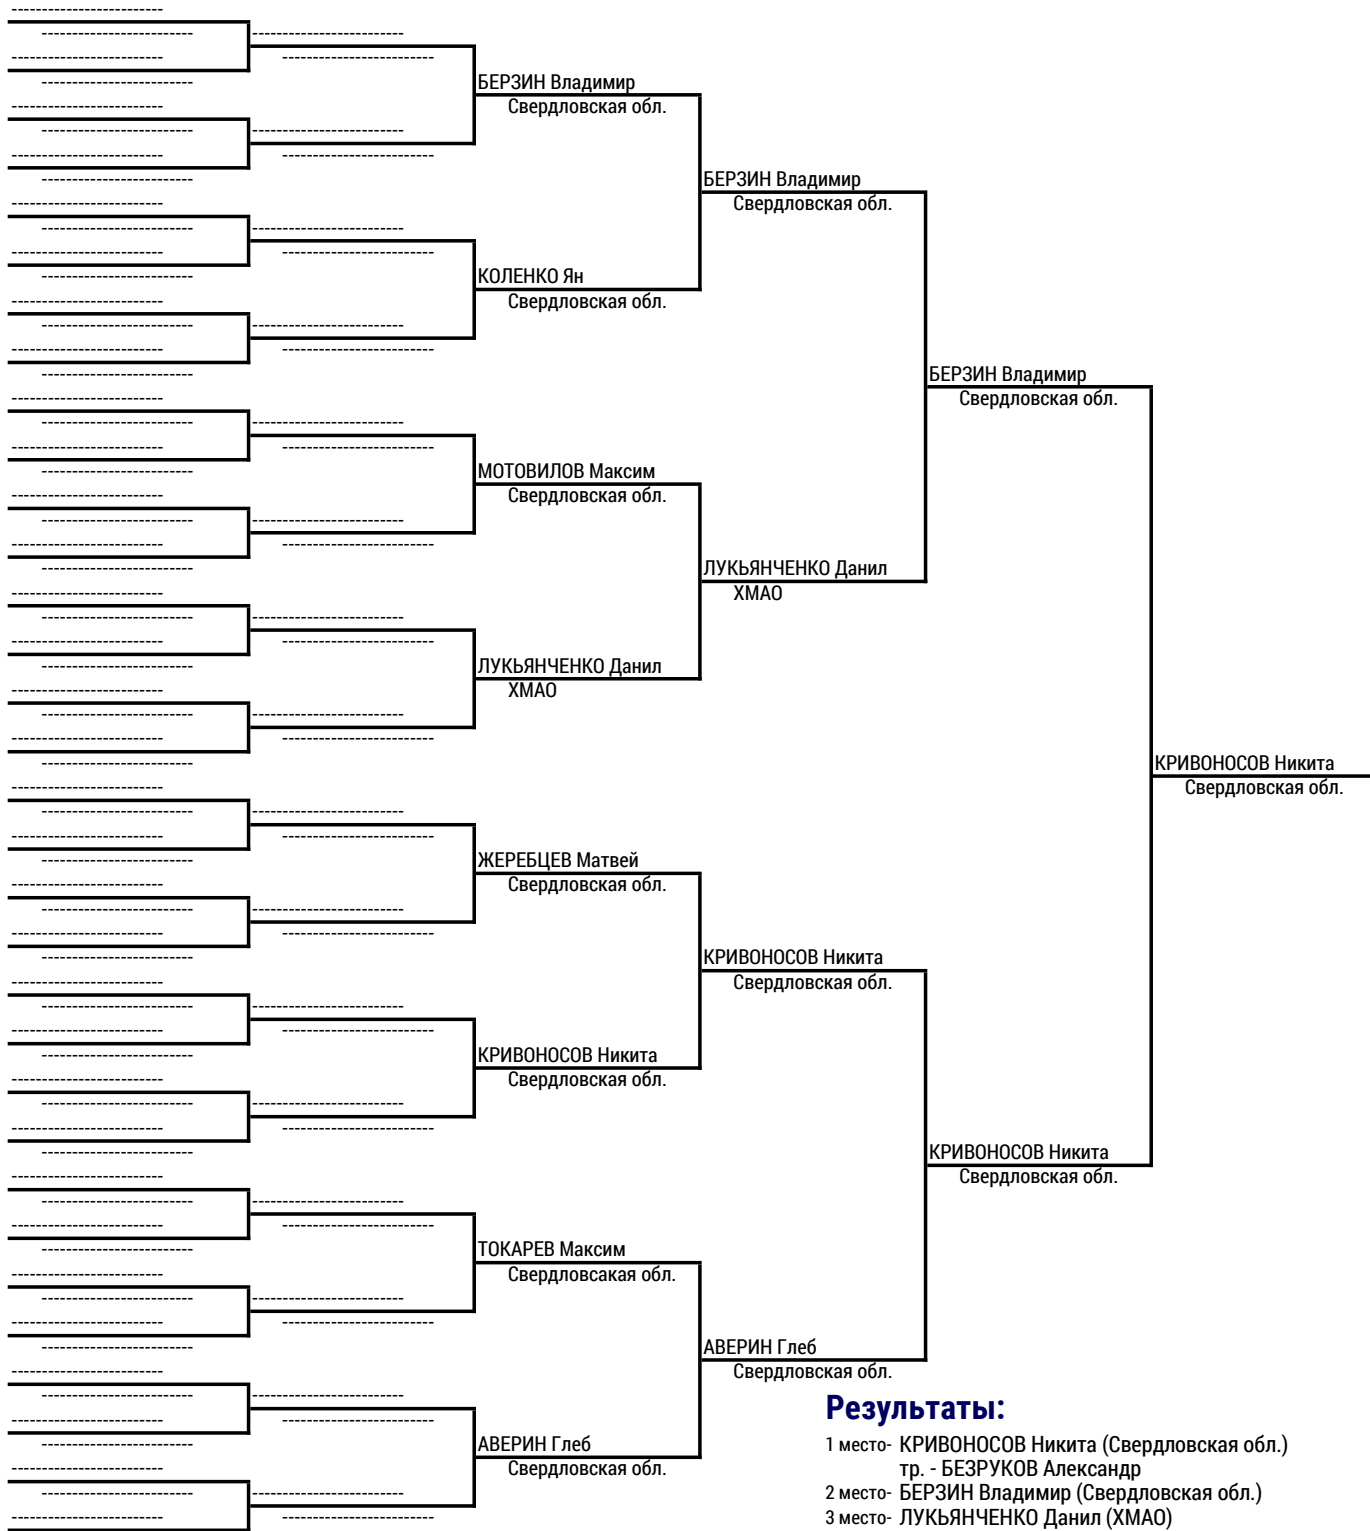 БЕРЗИН Владимир
Свердловская обл.
БЕРЗИН Владимир
Свердловская обл.
КОЛЕНКО Ян
Свердловская обл.
БЕРЗИН Владимир
Свердловская обл.
МОТОВИЛОВ Максим
Свердловская обл.
ЛУКЬЯНЧЕНКО Данил
ХМАО
ЛУКЬЯНЧЕНКО Данил
ХМАО
КРИВОНОСОВ Никита
Свердловская обл.
ЖЕРЕБЦЕВ Матвей
Свердловская обл.
КРИВОНОСОВ Никита
Свердловская обл.
КРИВОНОСОВ Никита
Свердловская обл.
КРИВОНОСОВ Никита
Свердловская обл.
ТОКАРЕВ Максим
Свердловсакая обл.
АВЕРИН Глеб
Свердловская обл.
АВЕРИН Глеб
Свердловская обл.
Результаты:
1 место- КРИВОНОСОВ Никита (Свердловская обл.)
тр. - БЕЗРУКОВ Александр
2 место- БЕРЗИН Владимир (Свердловская обл.)
3 место- ЛУКЬЯНЧЕНКО Данил (ХМАО)